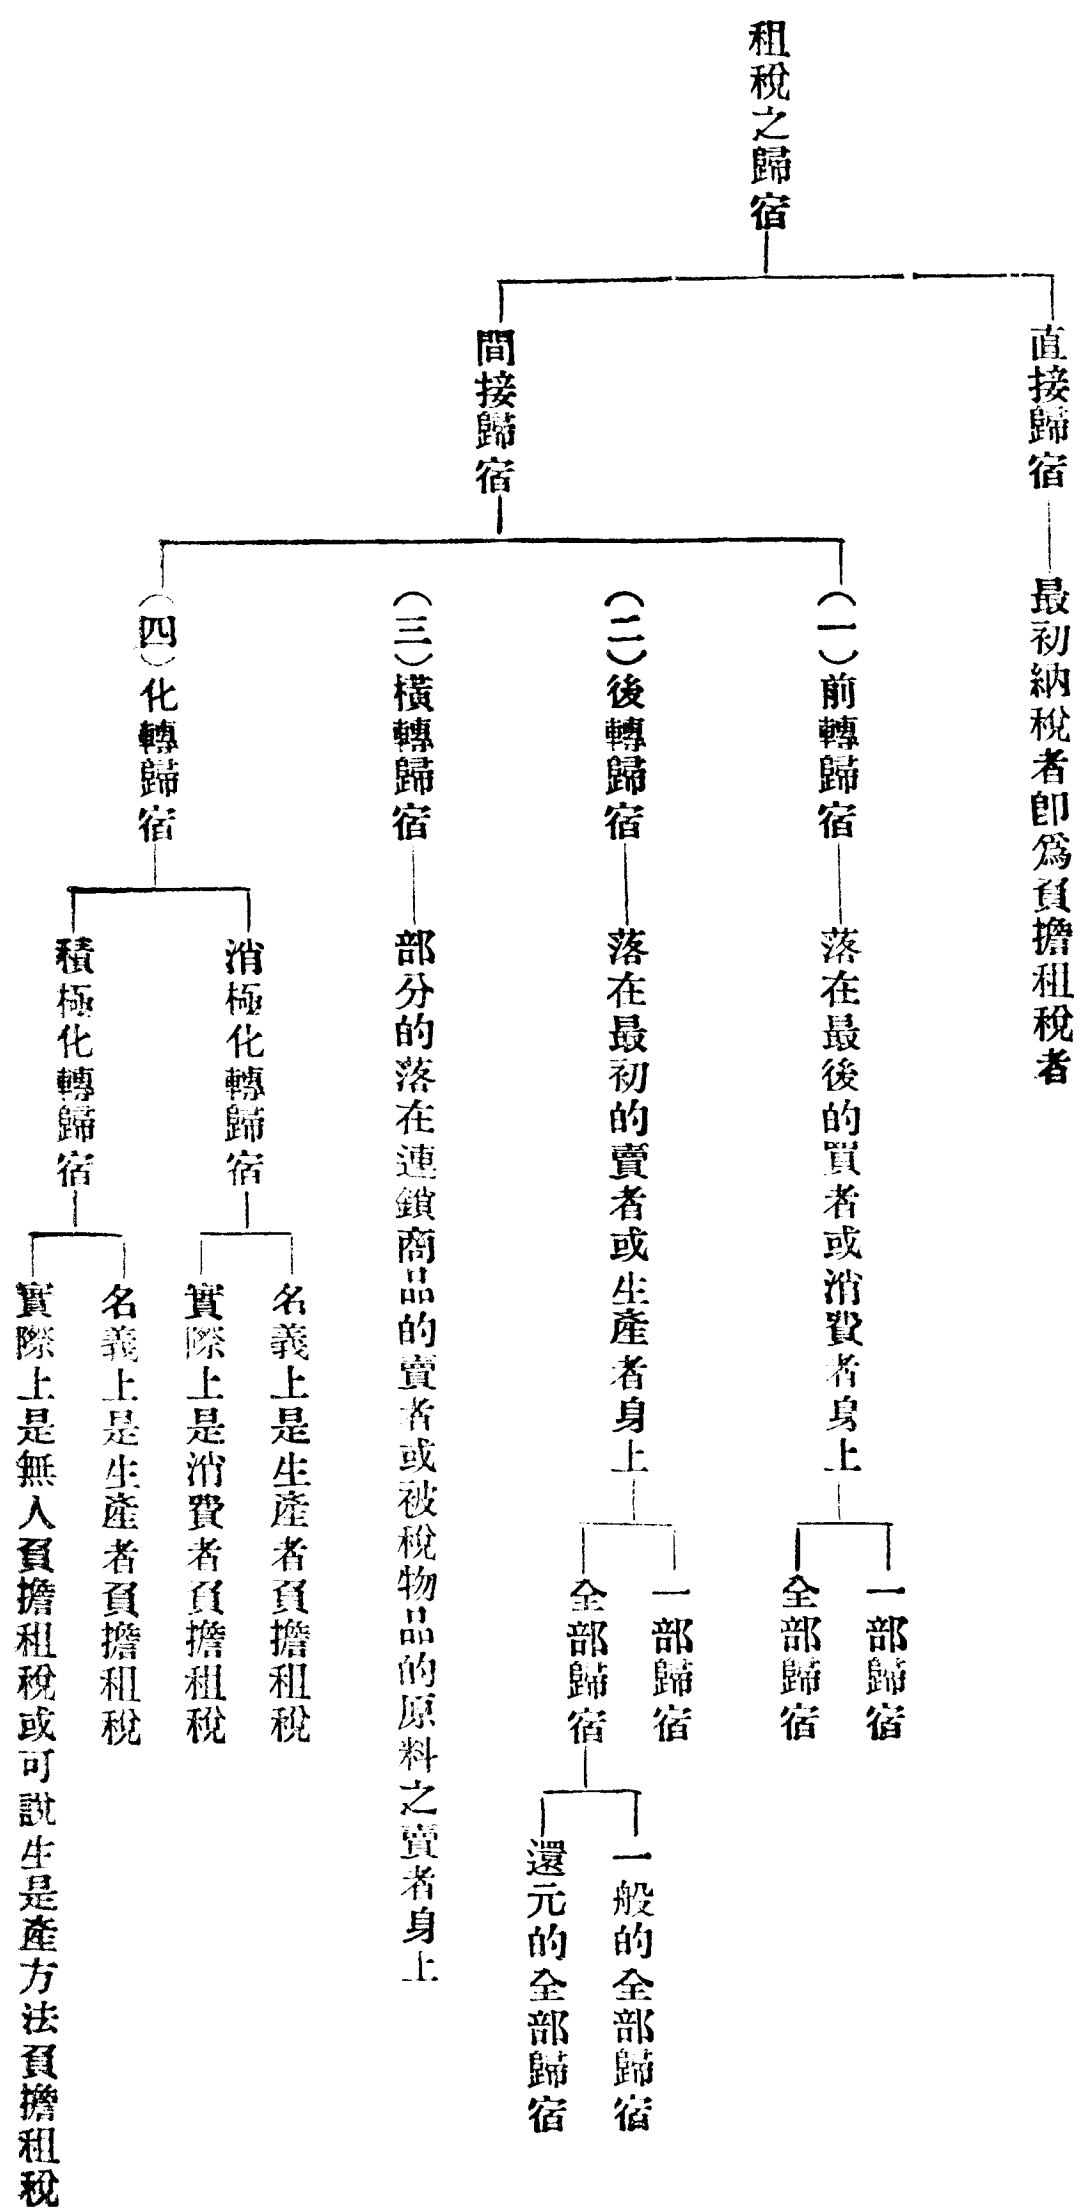 租稅之歸宿
直接歸宿
最初納稅者卽爲負擔租稅者
間接歸宿
（一）前轉歸宿
落在最後的買者或消費者身上
一部歸宿
全部歸宿
（二）後轉歸宿
落在最初的賣者或生產者身上
一部歸宿
全部歸宿
一般的全部歸宿
還元的全部歸宿
（三）橫轉歸宿
部分的落在連鎖商品的賣者或被稅物品的原料之賣者身上
（四）化轉歸宿
消極化轉歸宿
名義上是生產者負擔租稅
實際上是消費者負擔租稅
積極化轉歸宿
名義上是生產者負擔租稅
實際上是無人負擔租稅或可說生是產方法負擔租稅